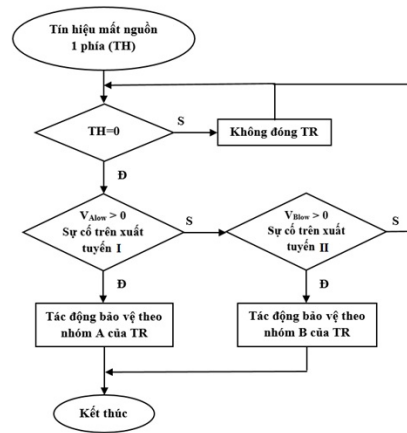 Tín hiệu mất nguồn
1 phía (TH)
TH=0
S
Không đóng TR
Đ
V_Alow > 0
Sự cố trên xuất
tuyến I
S
V_Blow > 0
Sự cố trên xuất
tuyến II
S
Đ
Đ
Tác động bảo vệ theo
nhóm A của TR
Tác động bảo vệ theo
nhóm B của TR
Kết thúc